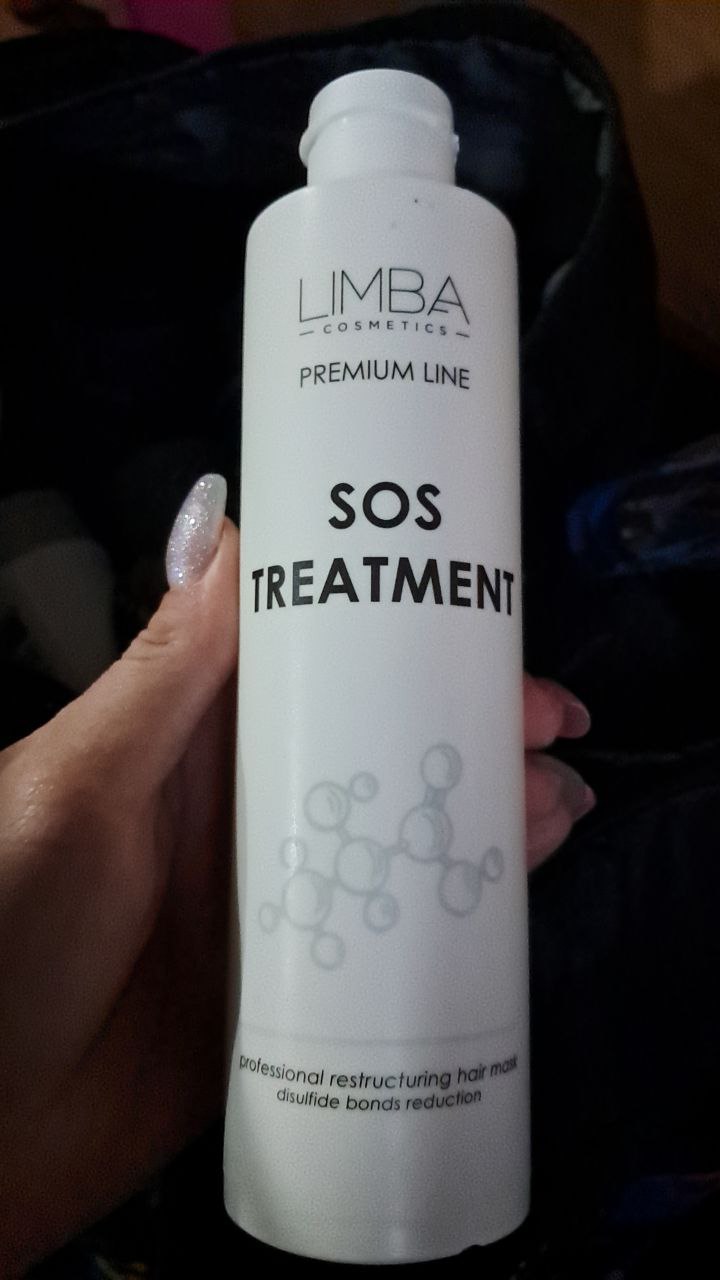 LIMBA
COSMETICS
PREMIUM LINE
SOS
TREATMENT
professional restructuring hair mask
disulfide bonds reduction